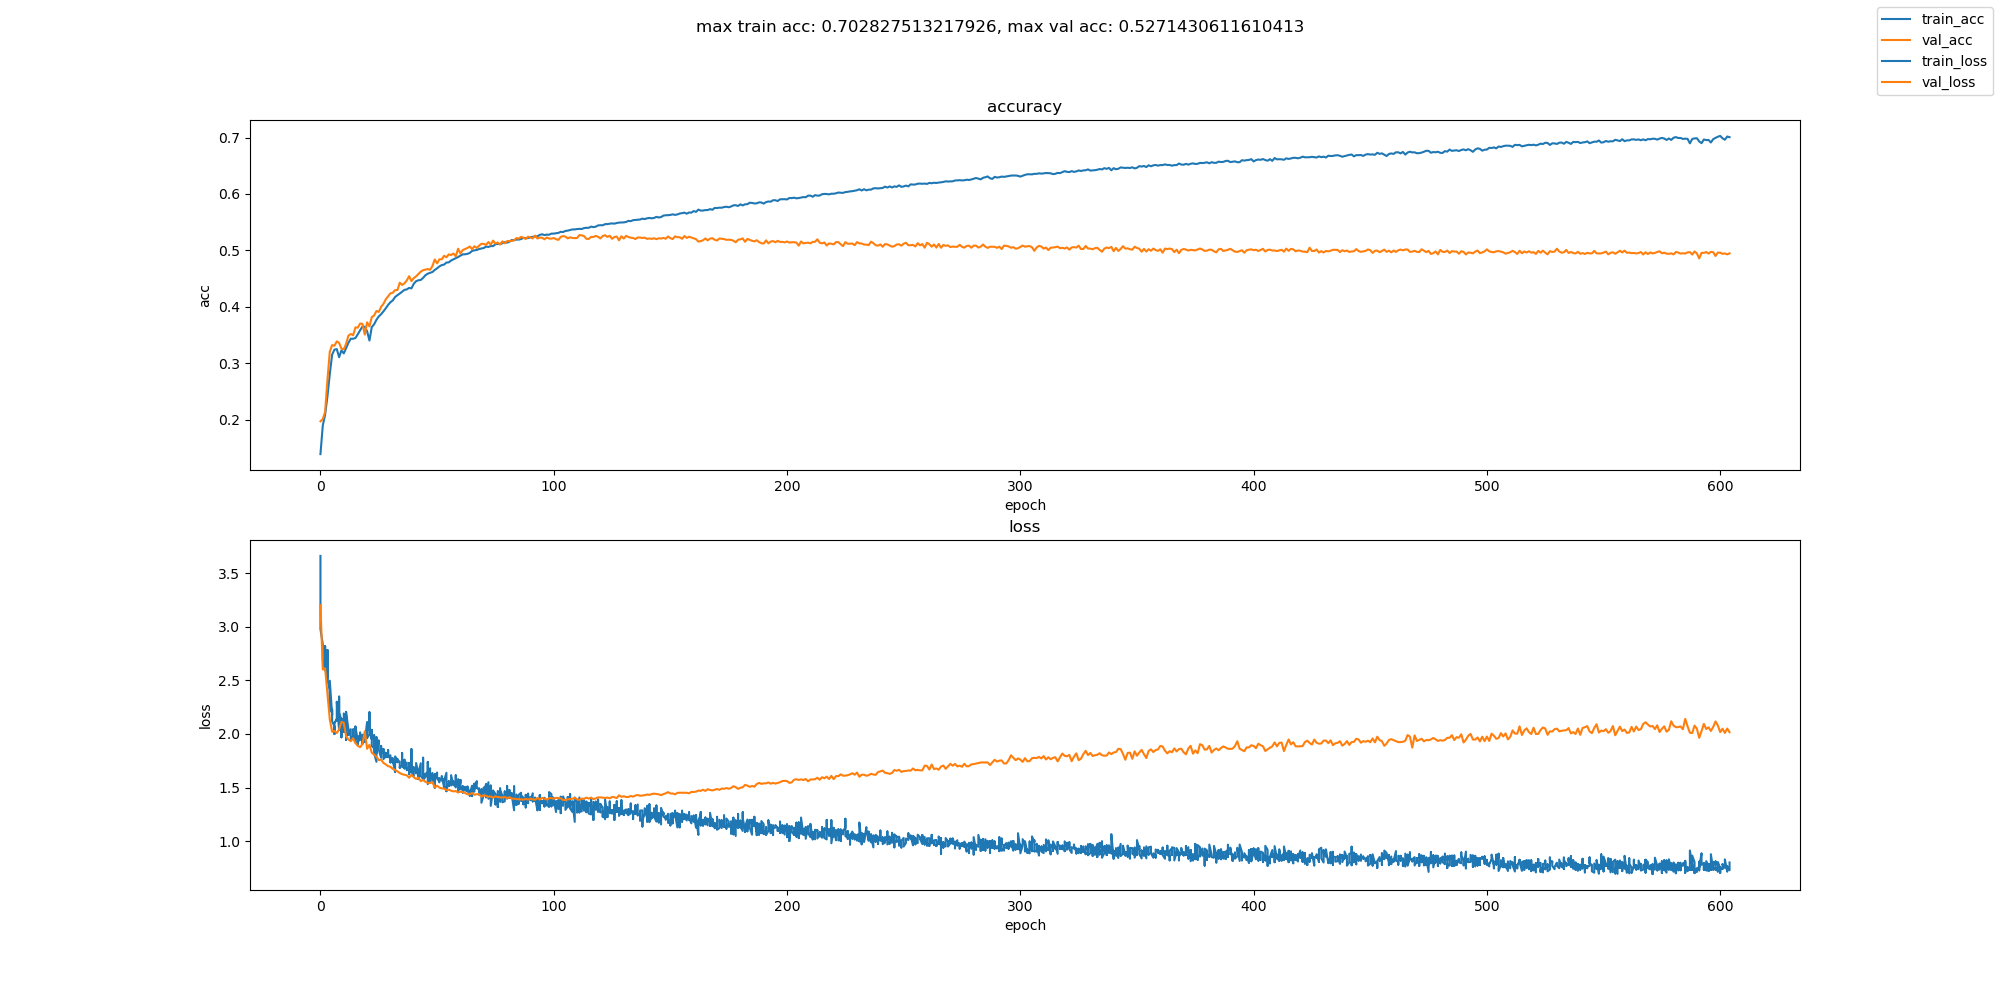 max train acc: 0.702827513217926, max val acc: 0.5271430611610413
train_acc
val_acc
train_loss
val_loss
accuracy
0.7
0.6
0.5
0.4
0.3
0.2
acc
0 100 200 300 400 500 600
epoch
loss
3.5
3.0
2.5
2.0
1.5
1.0
loss
0 100 200 300 400 500 600
epoch